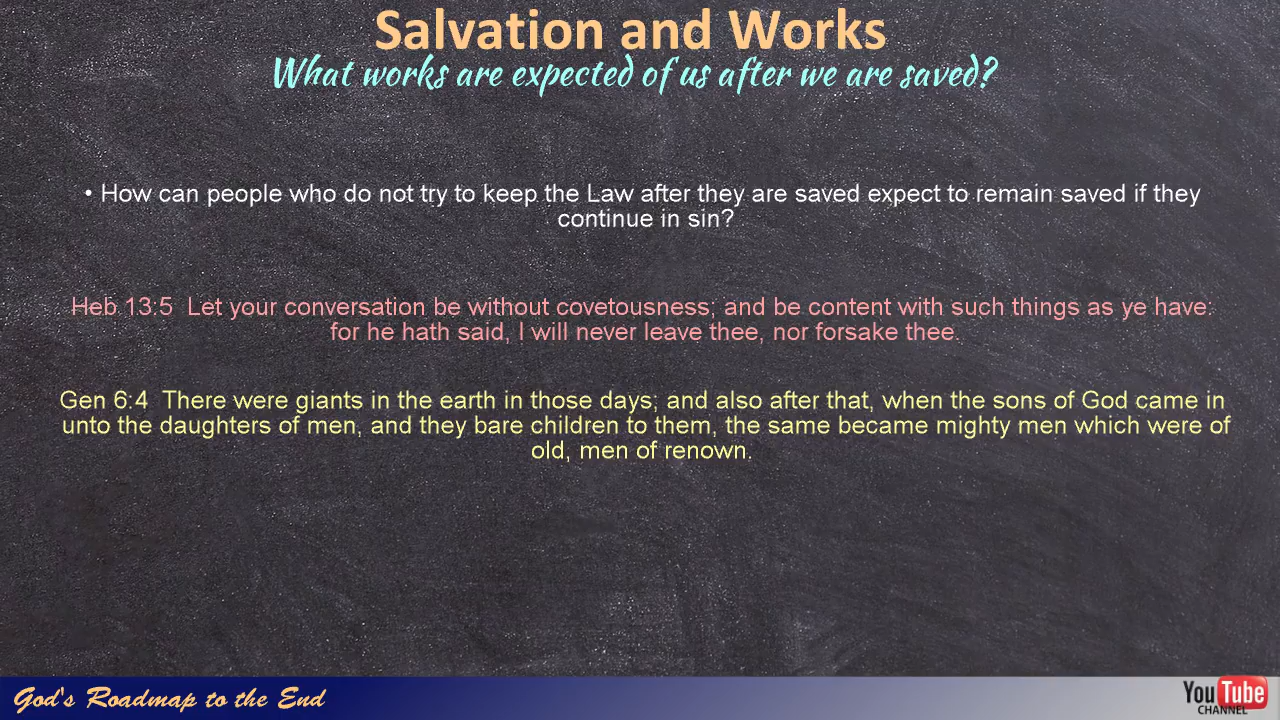 Salvation and Works
What works are expected of us after we are saved?
• How can people who do not try to keep the Law after they are saved expect to remain saved if they
continue in sin?
Heb 13:5 Let your conversation be without covetousness; and be content with such things as ye have:
for he hath said, I will never leave thee, nor forsake thee.
Gen 6:4 There were giants in the earth in those days; and also after that, when the sons of God came in
unto the daughters of men, and they bare children to them, the same became mighty men which were of
old, men of renown.
God's Roadmap to the End
YouTube
CHANNEL